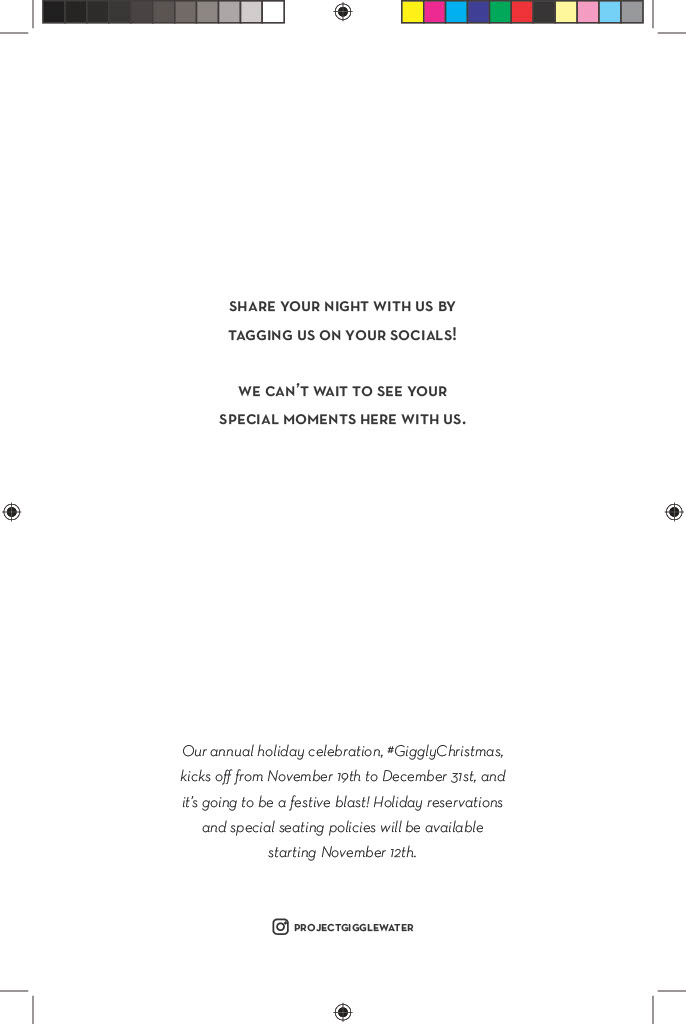 SHARE YOUR NIGHT WITH US BY
TAGGING US ON YOUR SOCIALS!
WE CAN'T WAIT TO SEE YOUR
SPECIAL MOMENTS HERE WITH US.
Our annual holiday celebration, #GigglyChristmas,
kicks off from November 19th to December 31st, and
it's going to be a festive blast! Holiday reservations
and special seating policies will be available
starting November 12th.
PROJECTGIGGLEWATER